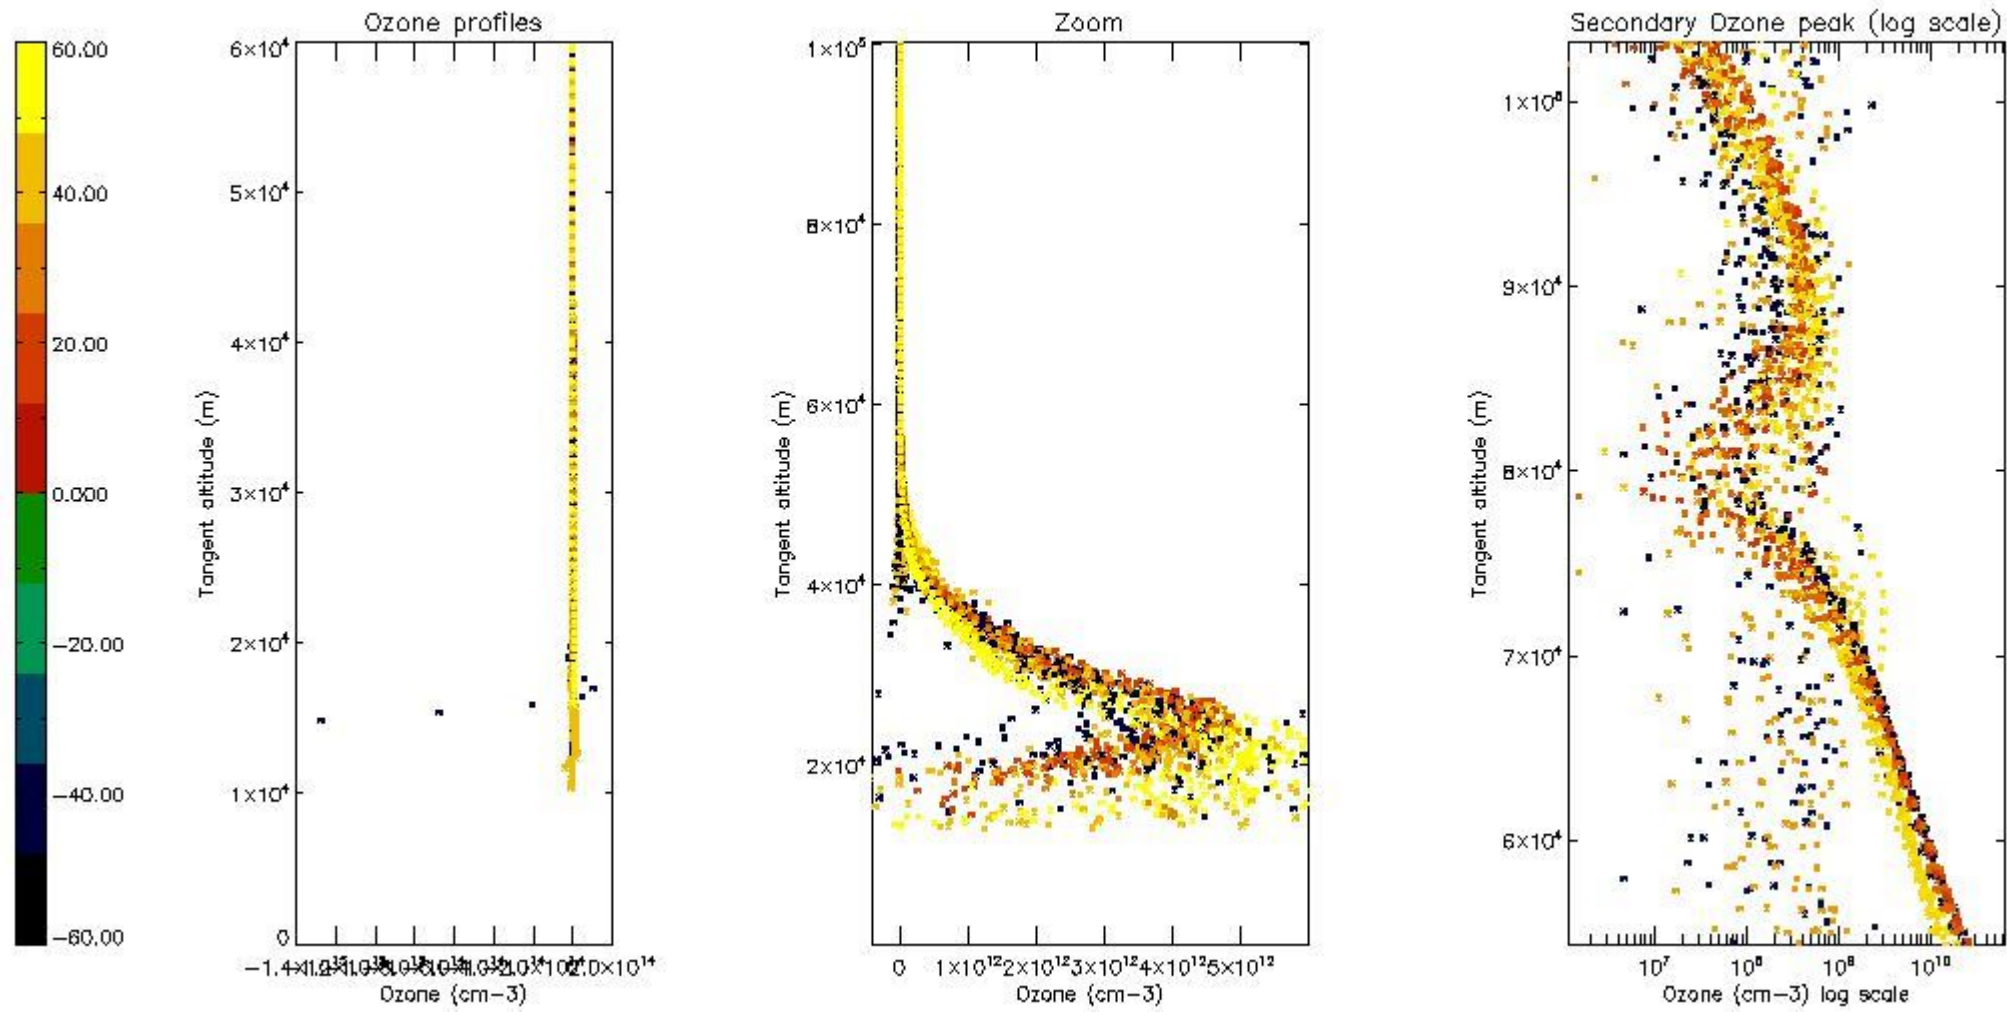 Ozone profiles
Zoom
Secondary Ozone peak (log scale)
60.00
40.00
20.00
0.000
−20.00
−40.00
−60.00
6×10⁴
5×10⁴
4×10⁴
3×10⁴
2×10⁴
1×10⁴
0
Tangent altitude (m)
2.0×10¹⁴
Ozone (cm−3)
1×10⁵
8×10⁴
6×10⁴
4×10⁴
2×10⁴
Tangent altitude (m)
0 1×10¹² 2×10¹² 3×10¹² 4×10¹² 5×10¹²
Ozone (cm−3)
1×10⁵
9×10⁴
8×10⁴
7×10⁴
6×10⁴
Tangent altitude (m)
10⁷ 10⁸ 10⁹ 10¹⁰
Ozone (cm−3) log scale